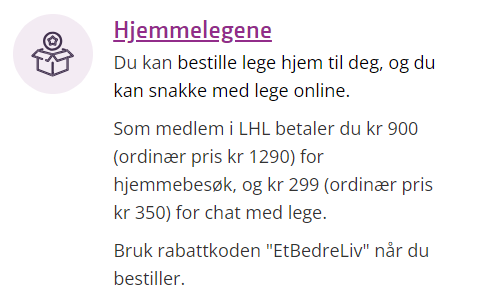 Hjemmelegene
Du kan bestille lege hjem til deg, og du
kan snakke med lege online.
Som medlem i LHL betaler du kr 900
(ordinær pris kr 1290) for
hjemmebesøk, og kr 299 (ordinær pris
kr 350) for chat med lege.
Bruk rabattkoden "EtBedreLiv" når du
bestiller.